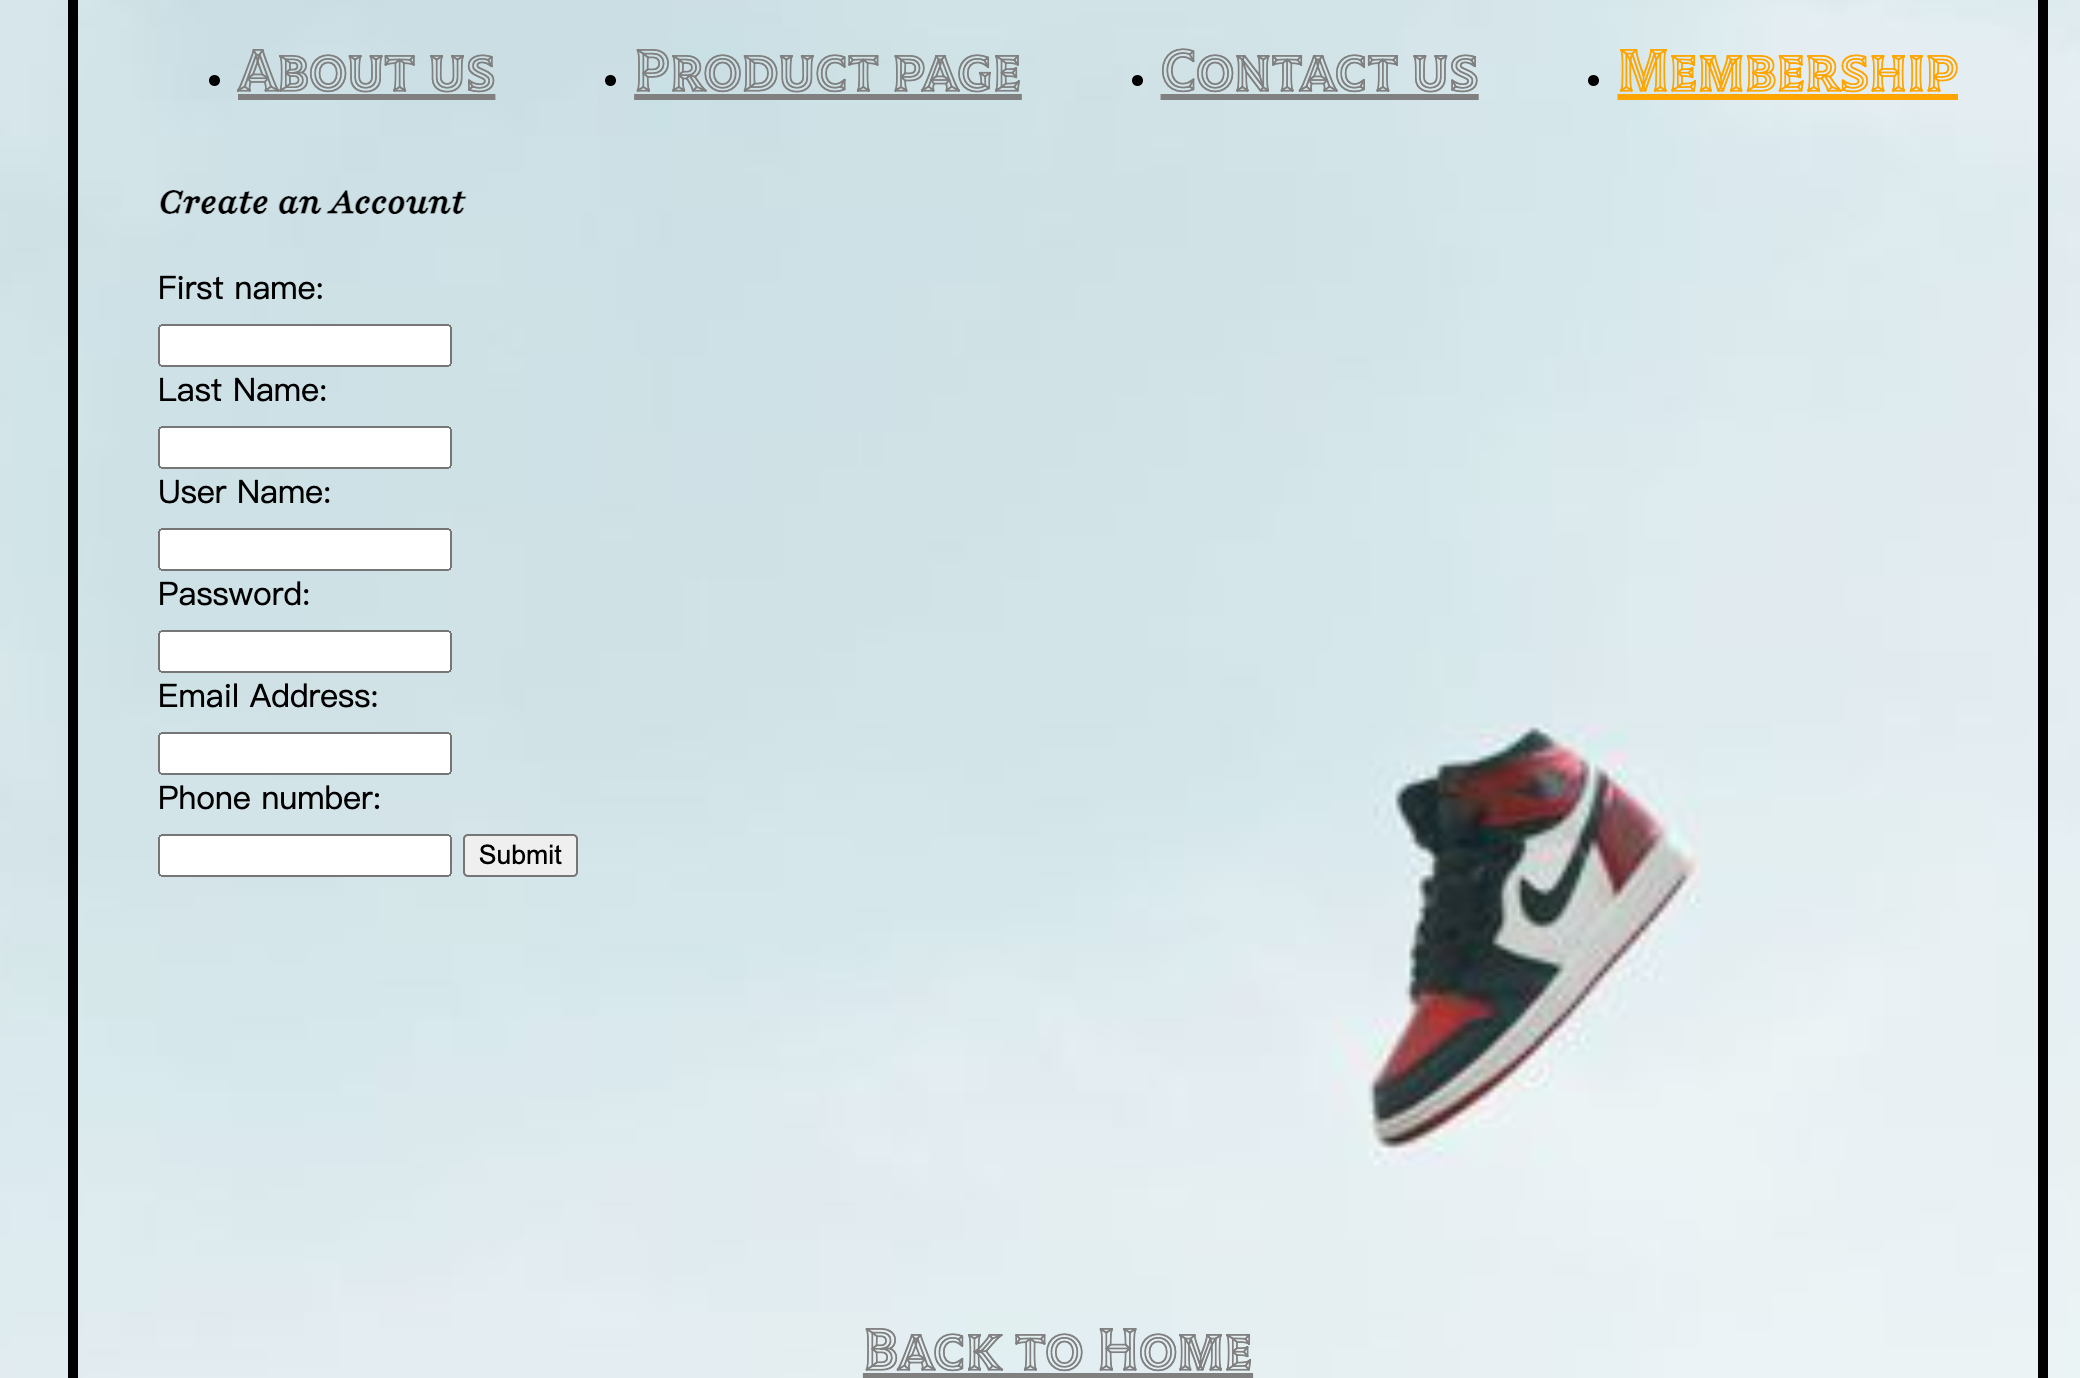 About us Product page Contact us Membership
Create an Account
First name:
Last Name:
User Name:
Password:
Email Address:
Phone number:
Submit
Back to Home